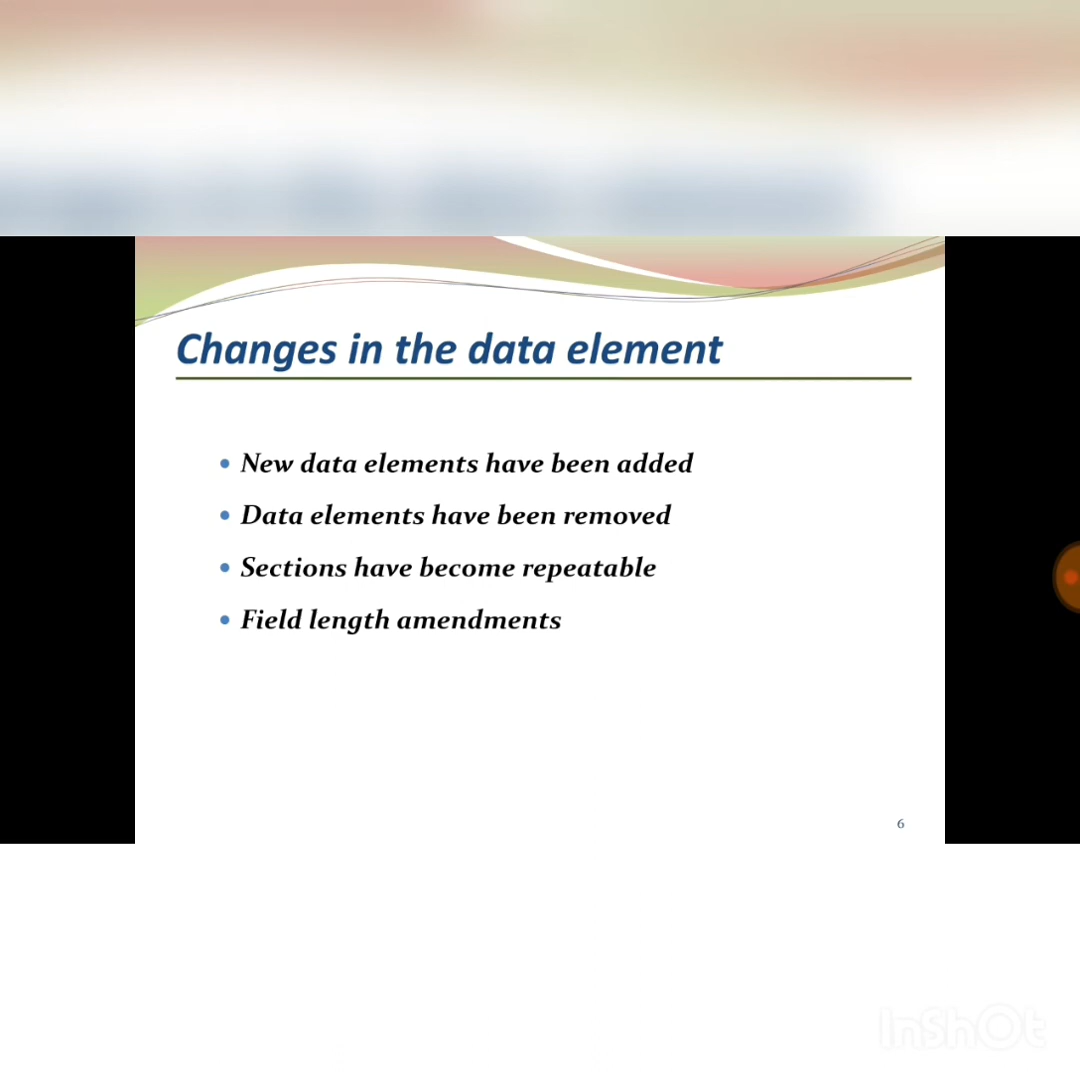 Changes in the data element
• New data elements have been added
• Data elements have been removed
• Sections have become repeatable
• Field length amendments
6
InShOt